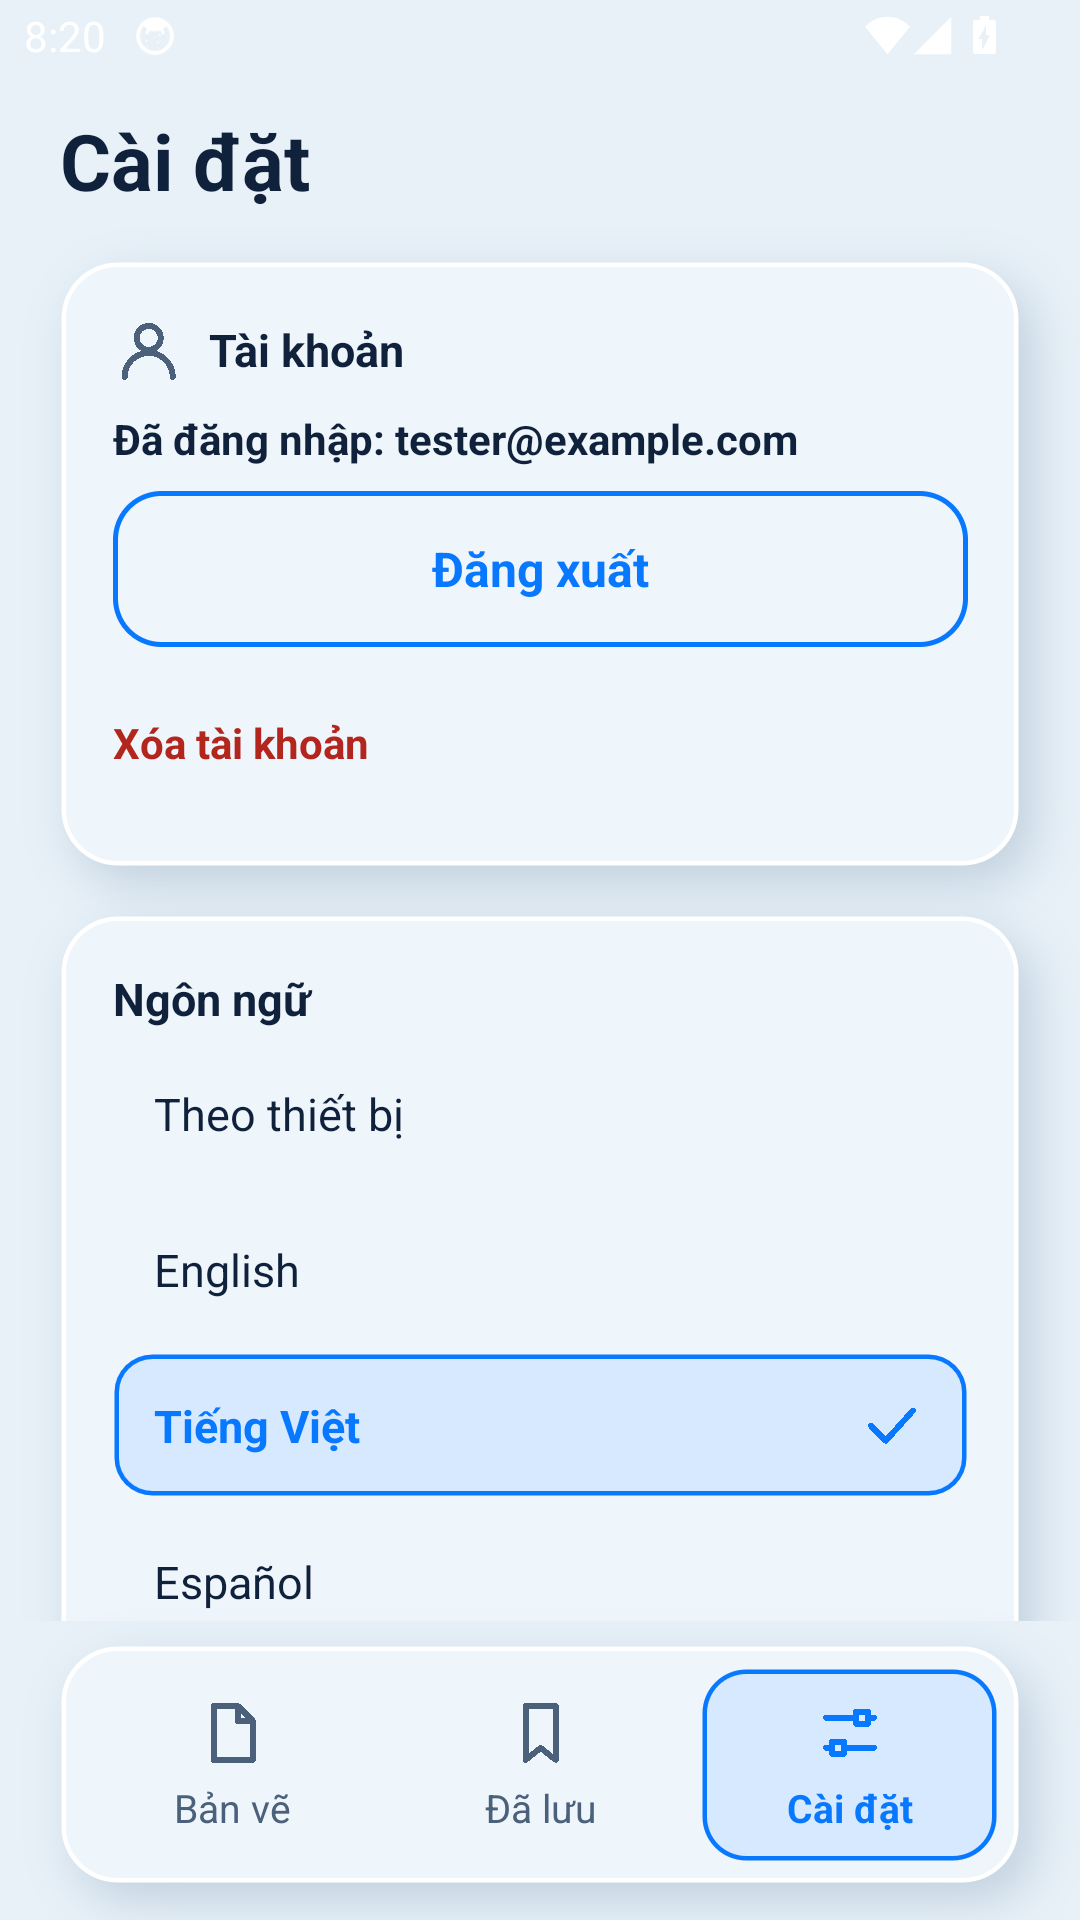 8:20
Cài đặt
Tài khoản
Đã đăng nhập: tester@example.com
Đăng xuất
Xóa tài khoản
Ngôn ngữ
Theo thiết bị
English
Tiếng Việt
Español
Bản vẽ
Đã lưu
Cài đặt